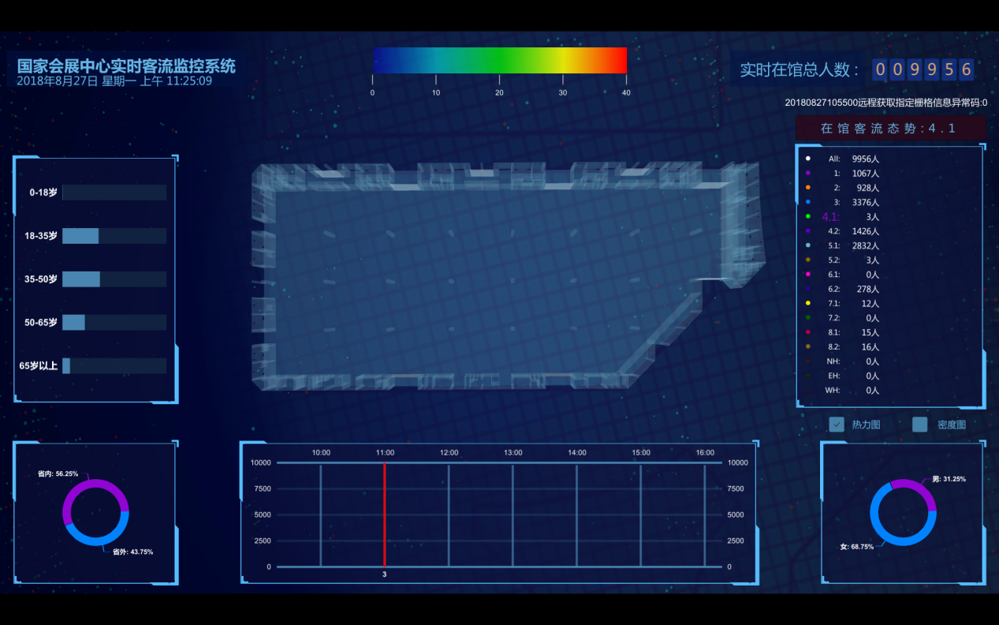 国家会展中心实时客流监控系统
2018年8月27日 星期一 上午 11:25:09
0 10 20 30 40
实时在馆总人数： 009956
20180827105500远程获取指定栅格信息异常码:0
在馆客流态势:4.1
0-18岁
18-35岁
35-50岁
50-65岁
65岁以上
All: 9956人
1: 1067人
2: 928人
3: 3376人
4.1: 3人
4.2: 1426人
5.1: 2832人
5.2: 3人
6.1: 0人
6.2: 278人
7.1: 12人
7.2: 0人
8.1: 15人
8.2: 16人
NH: 0人
EH: 0人
WH: 0人
热力图 密度图
省内: 56.25%
省外: 43.75%
10:00 11:00 12:00 13:00 14:00 15:00 16:00
10000 10000
7500 7500
5000 5000
2500 2500
0 0
3
男: 31.25%
女: 68.75%